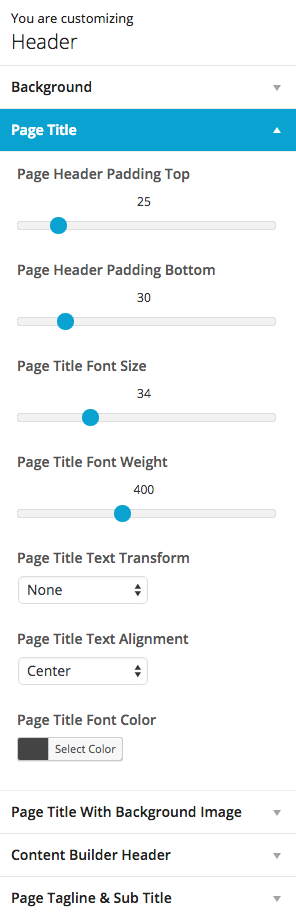 You are customizing
Header
Background
Page Title
Page Header Padding Top
25
Page Header Padding Bottom
30
Page Title Font Size
34
Page Title Font Weight
400
Page Title Text Transform
None
Page Title Text Alignment
Center
Page Title Font Color
Select Color
Page Title With Background Image
Content Builder Header
Page Tagline & Sub Title